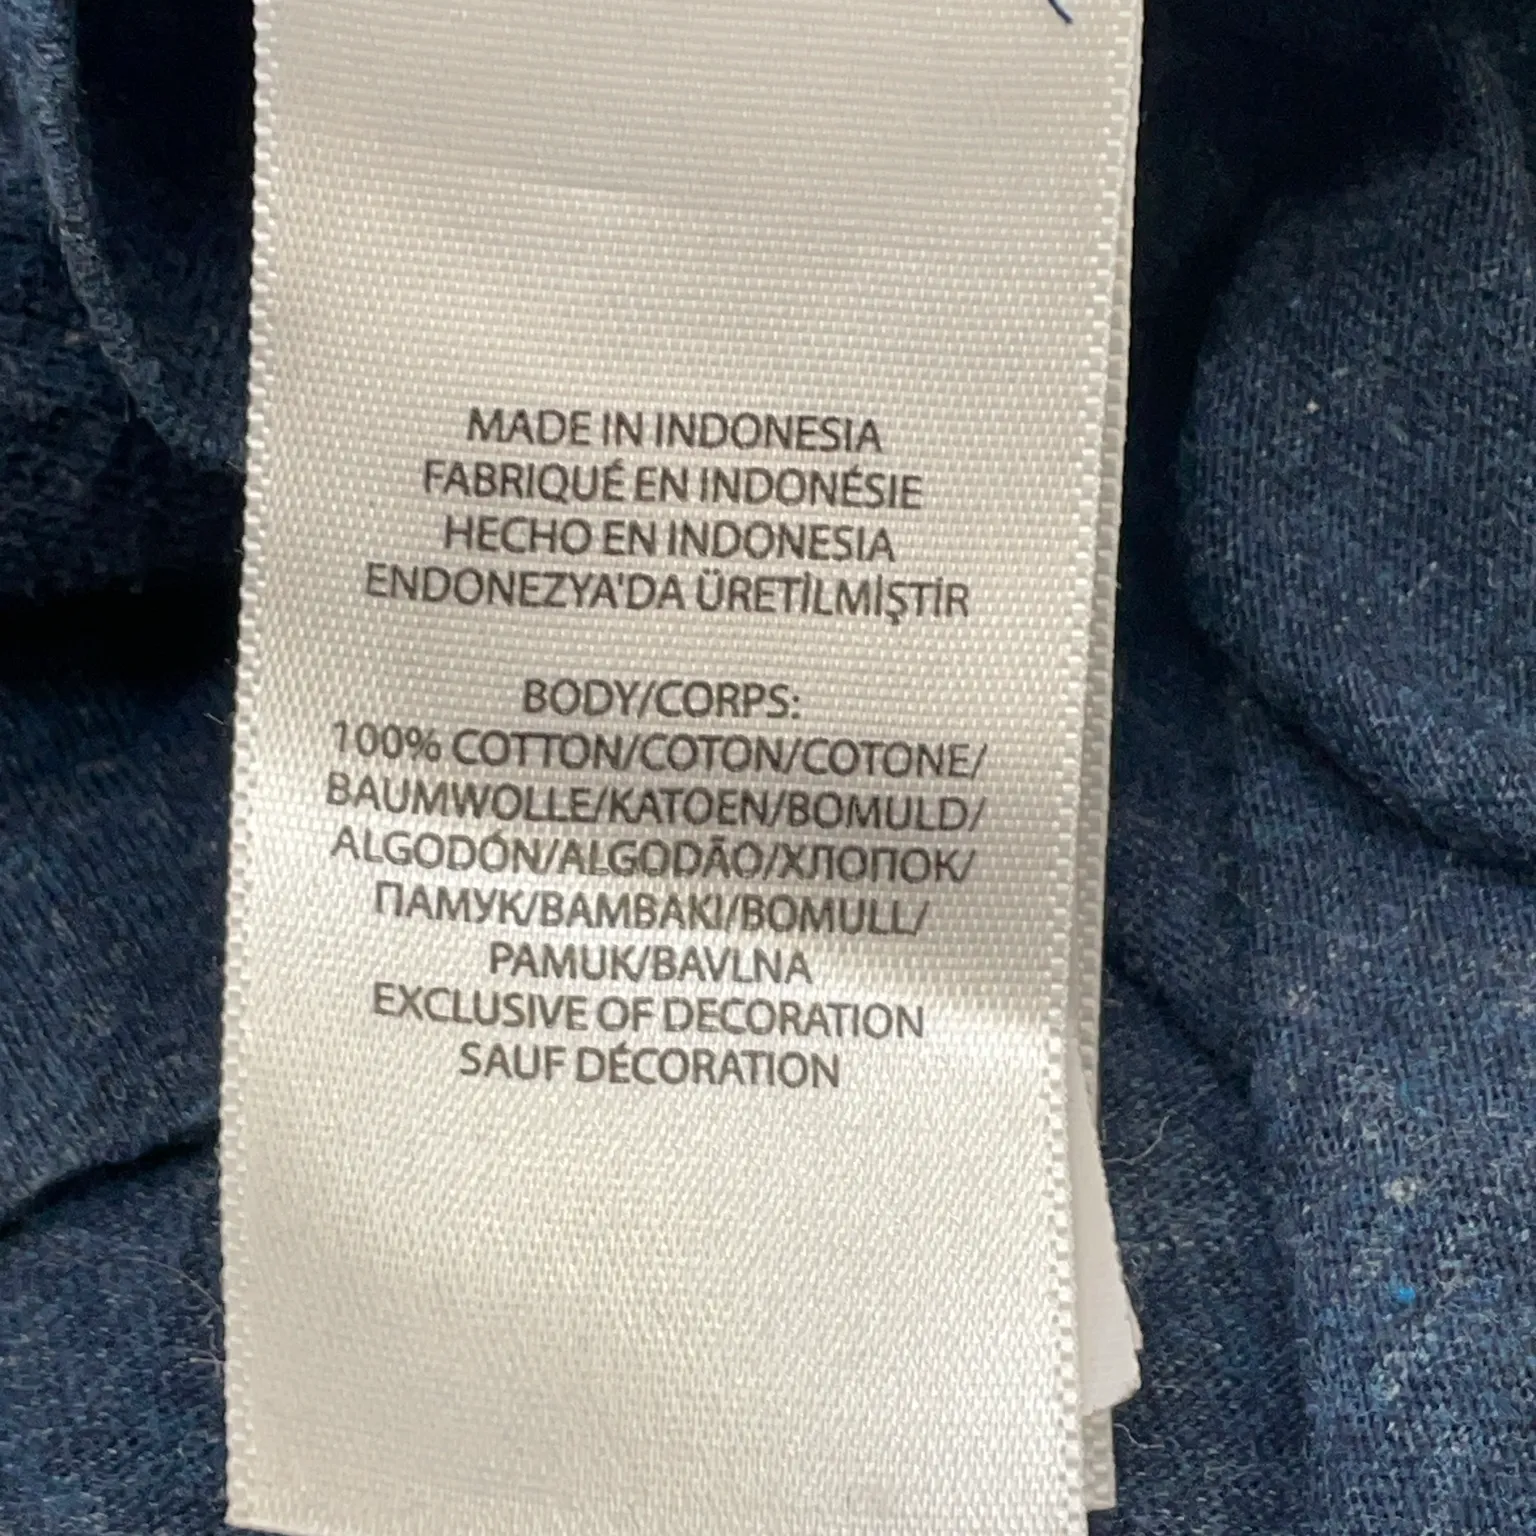 MADE IN INDONESIA
FABRIQUÉ EN INDONÉSIE
HECHO EN INDONESIA
ENDONEZYA'DA ÜRETİLMİŞTİR
BODY/CORPS:
100% COTTON/COTON/COTONE/
BAUMWOLLE/KATOEN/BOMULD/
ALGODÓN/ALGODÃO/ХЛОПОК/
ПАМУК/BAMBAKI/BOMULL/
PAMUK/BAVLNA
EXCLUSIVE OF DECORATION
SAUF DÉCORATION